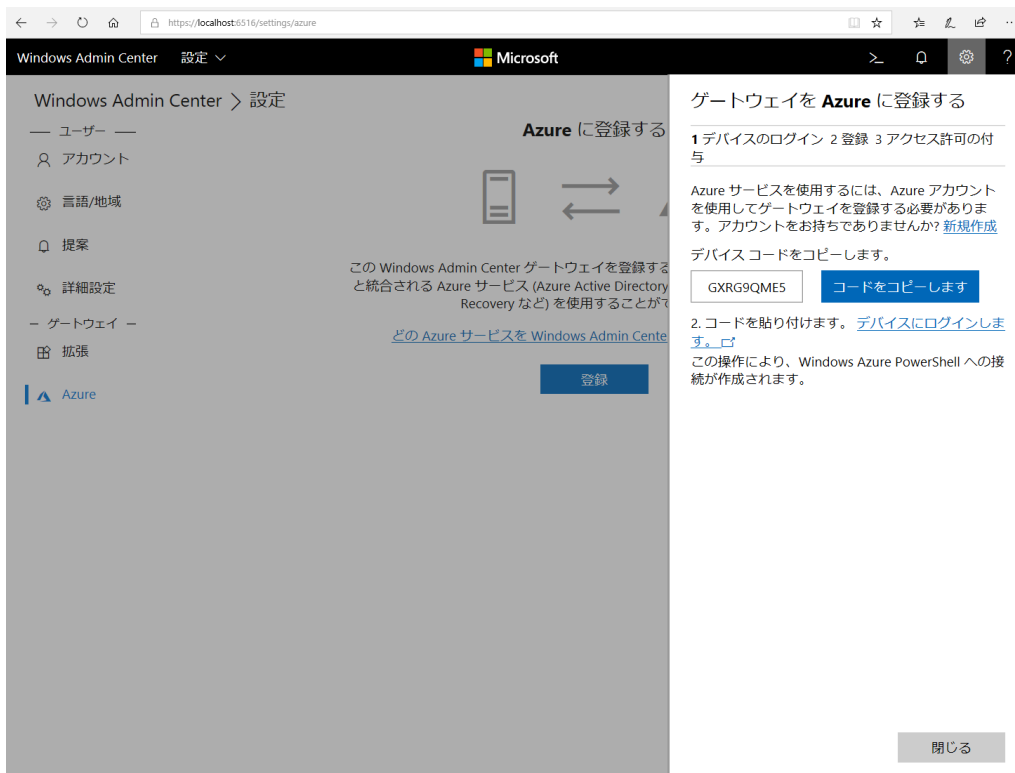 https://localhost:6516/settings/azure
Windows Admin Center 設定
Microsoft
Windows Admin Center > 設定
ユーザー
アカウント
言語/地域
提案
詳細設定
ゲートウェイ
拡張
Azure
Azure に登録する
この Windows Admin Center ゲートウェイを登録する
と統合される Azure サービス (Azure Active Directory
Recovery など) を使用することがで
どの Azure サービスを Windows Admin Cente
登録
ゲートウェイを Azure に登録する
1 デバイスのログイン 2 登録 3 アクセス許可の付
与
Azure サービスを使用するには、Azure アカウント
を使用してゲートウェイを登録する必要がありま
す。アカウントをお持ちでありませんか? 新規作成
デバイス コードをコピーします。
GXRG9QME5 コードをコピーします
2. コードを貼り付けます。 デバイスにログインしま
す。
この操作により、Windows Azure PowerShell への接
続が作成されます。
閉じる